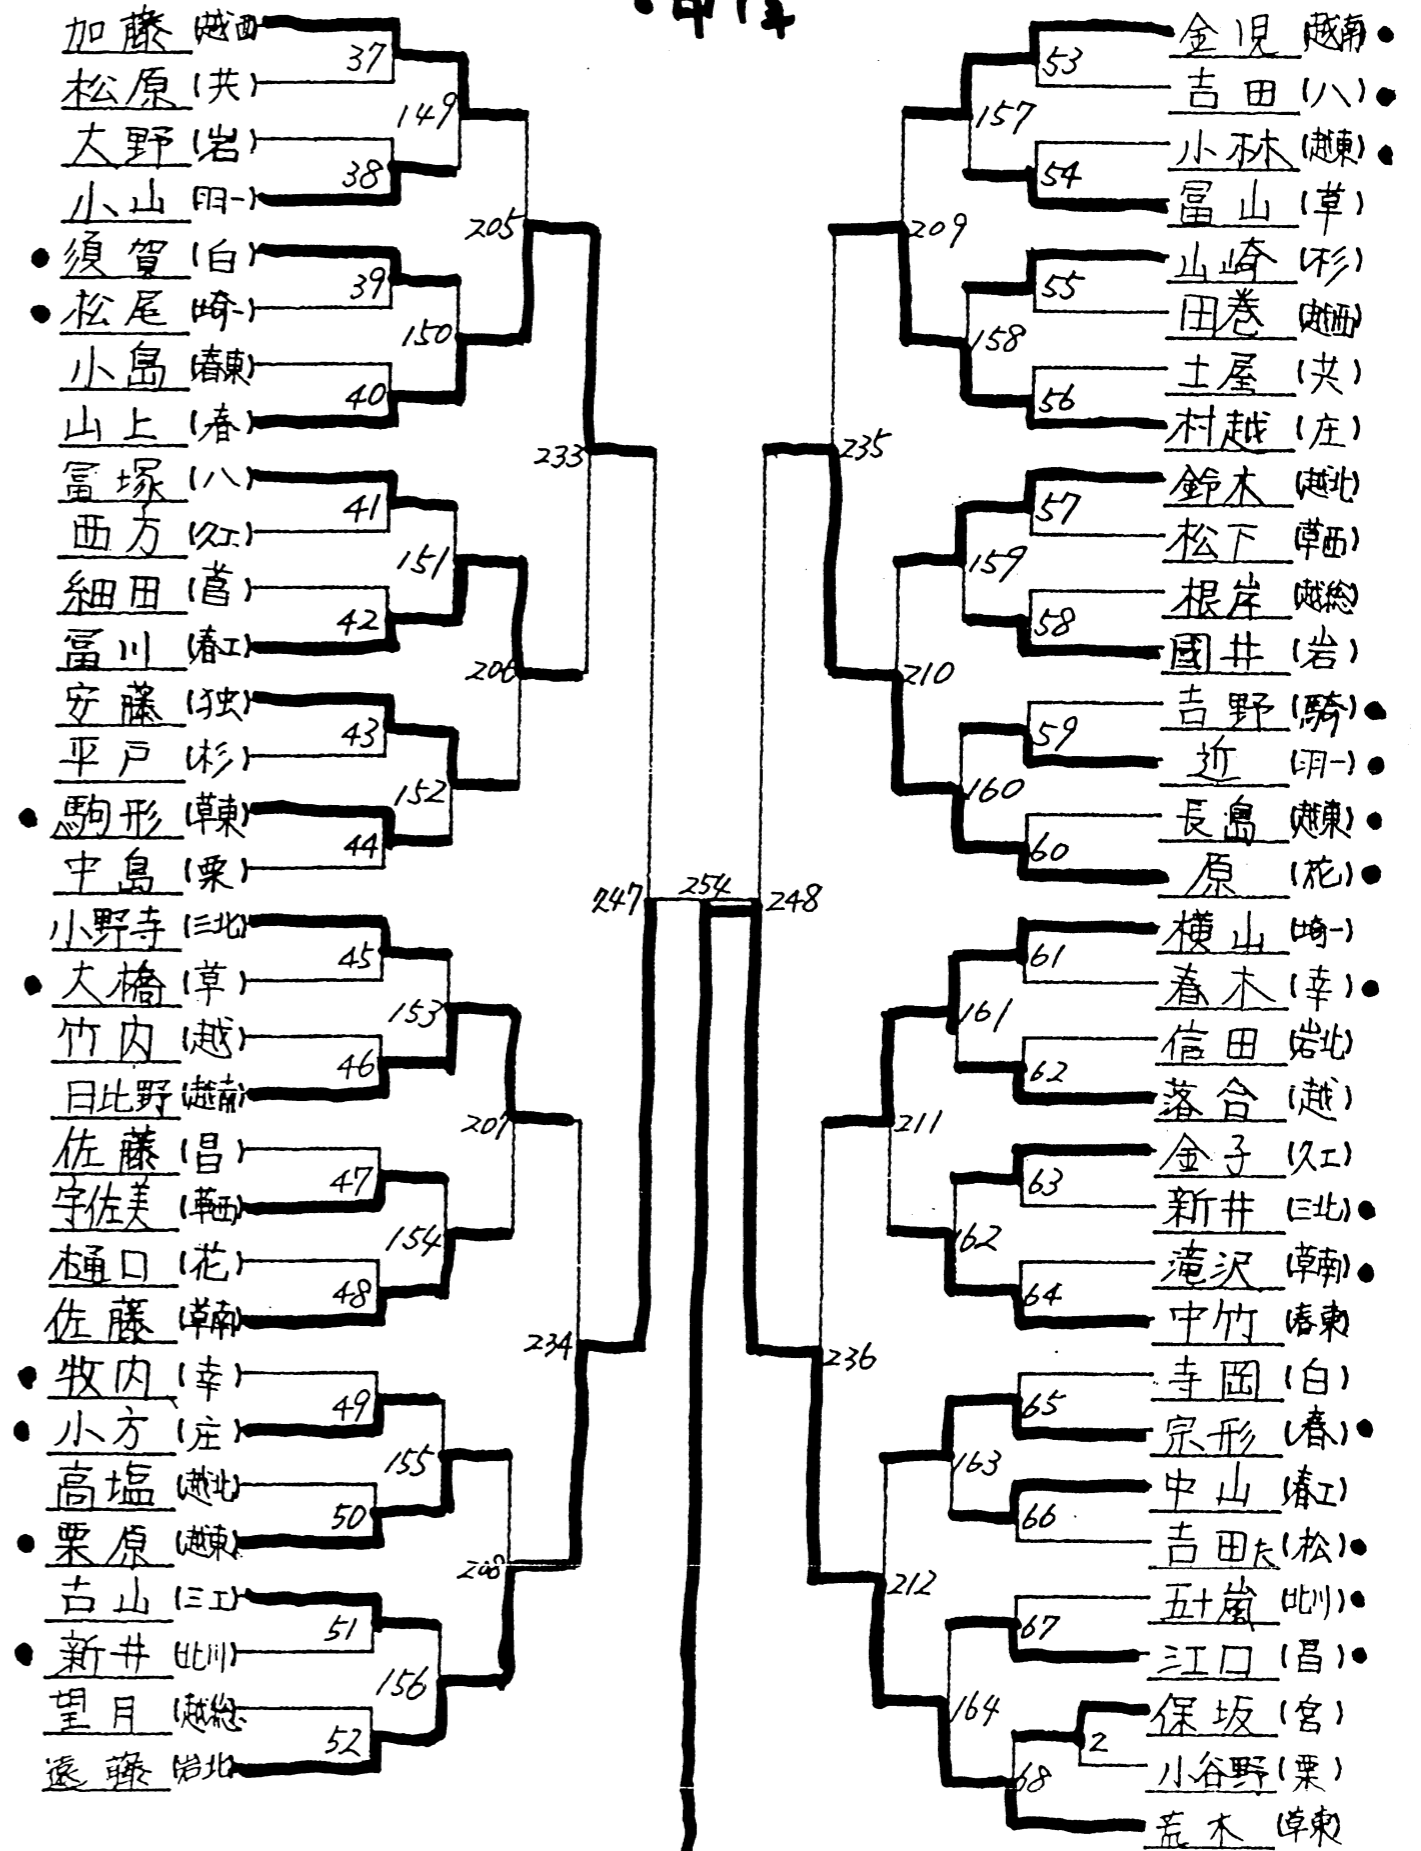 加藤 (越西)
37
松原 (共)
149
大野 (岩)
38
小山 (羽一)
205
● 須賀 (白)
39
● 松尾 (崎一)
150
小島 (春東)
40
山上 (春)
233
冨塚 (八)
41
西方 (久工)
151
細田 (菖)
42
冨川 (春工)
206
安藤 (独)
43
平戸 (杉)
152
● 駒形 (草東)
44
中島 (栗)
247
小野寺 (三北)
45
● 大橋 (草)
153
竹内 (越)
46
日比野 (越南)
207
佐藤 (昌)
47
宇佐美 (草西)
154
樋口 (花)
48
佐藤 (草南)
234
● 牧内 (幸)
49
● 小方 (庄)
155
高塩 (越北)
50
● 栗原 (越東)
208
古山 (三工)
51
● 新井 (北川)
156
望月 (越総)
52
遠藤 (岩北)
254
金児 (越南) ●
53
吉田 (八) ●
157
小林 (越東) ●
54
冨山 (草)
209
山崎 (杉)
55
田巻 (越西)
158
土屋 (共)
56
村越 (庄)
235
鈴木 (越北)
57
松下 (草西)
159
根岸 (越総)
58
國井 (岩)
210
吉野 (騎) ●
59
近 (羽一) ●
160
長島 (越東) ●
60
原 (花) ●
248
横山 (崎一)
61
春木 (幸) ●
161
信田 (岩北)
62
落合 (越)
211
金子 (久工)
63
新井 (三北) ●
162
滝沢 (草南) ●
64
中竹 (春東)
236
寺岡 (白)
65
宗形 (春) ●
163
中山 (春工)
66
吉田た (松) ●
212
五十嵐 (北川) ●
67
江口 (昌) ●
164
保坂 (宮)
2
小谷野 (栗)
68
荒木 (草東)